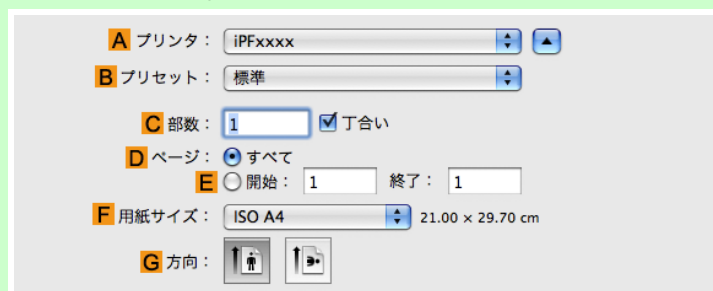 A プリンタ： iPFxxxx
B プリセット： 標準
C 部数： 1 丁合い
D ページ： すべて
E 開始： 1 終了： 1
F 用紙サイズ： ISO A4 21.00 × 29.70 cm
G 方向：